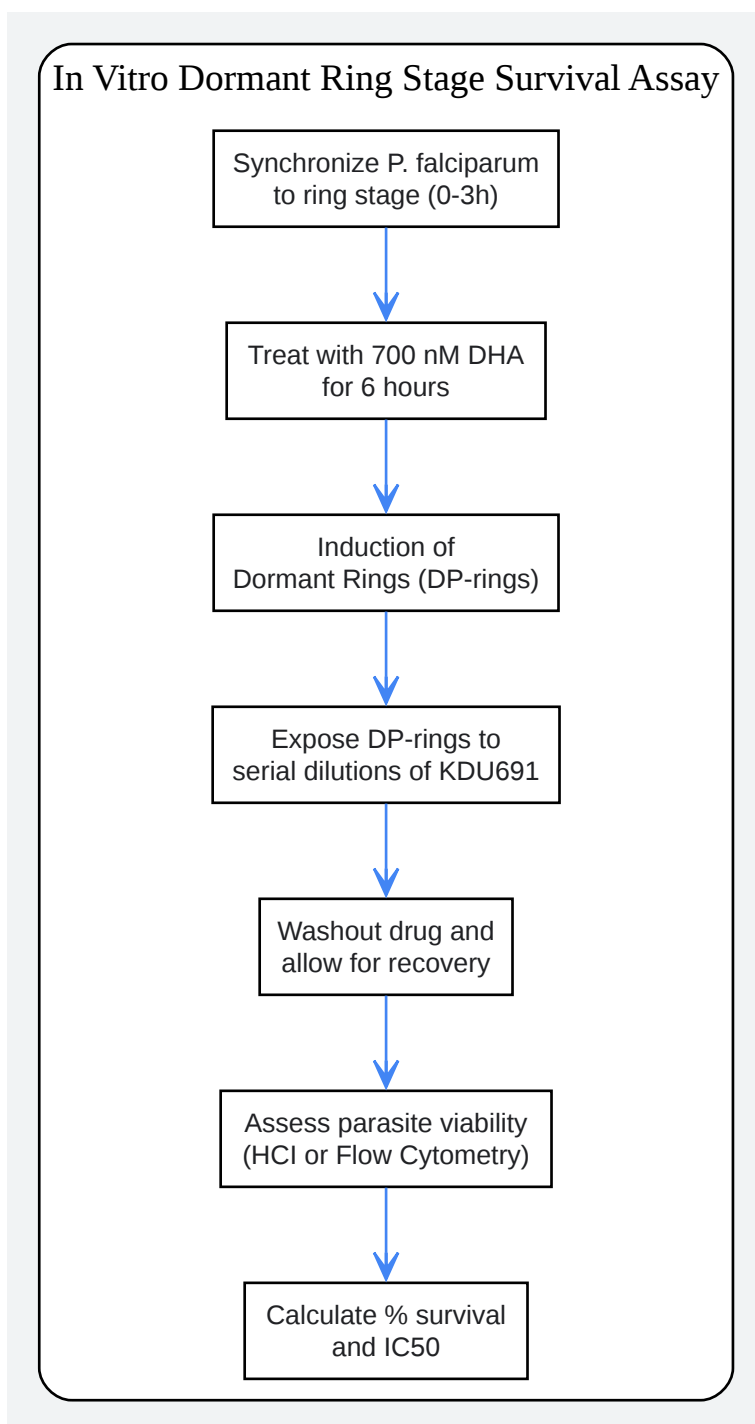 In Vitro Dormant Ring Stage Survival Assay
Synchronize P. falciparum
to ring stage (0-3h)
Treat with 700 nM DHA
for 6 hours
Induction of
Dormant Rings (DP-rings)
Expose DP-rings to
serial dilutions of KDU691
Washout drug and
allow for recovery
Assess parasite viability
(HCI or Flow Cytometry)
Calculate % survival
and IC50